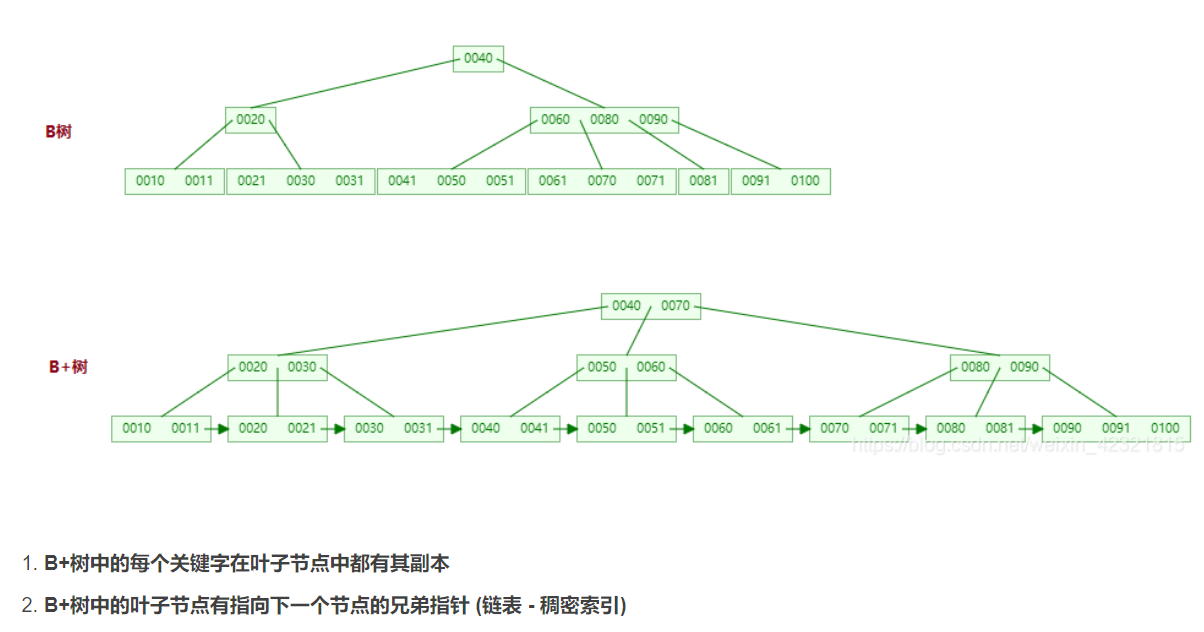 0040
B树
0020 0060 0080 0090
0010 0011 0021 0030 0031 0041 0050 0051 0061 0070 0071 0081 0091 0100
0040 0070
B+树
0020 0030 0050 0060 0080 0090
0010 0011 0020 0021 0030 0031 0040 0041 0050 0051 0060 0061 0070 0071 0080 0081 0090 0091 0100
https://blog.csdn.net/weixin_42321815
1. B+树中的每个关键字在叶子节点中都有其副本
2. B+树中的叶子节点有指向下一个节点的兄弟指针 (链表 - 稠密索引)